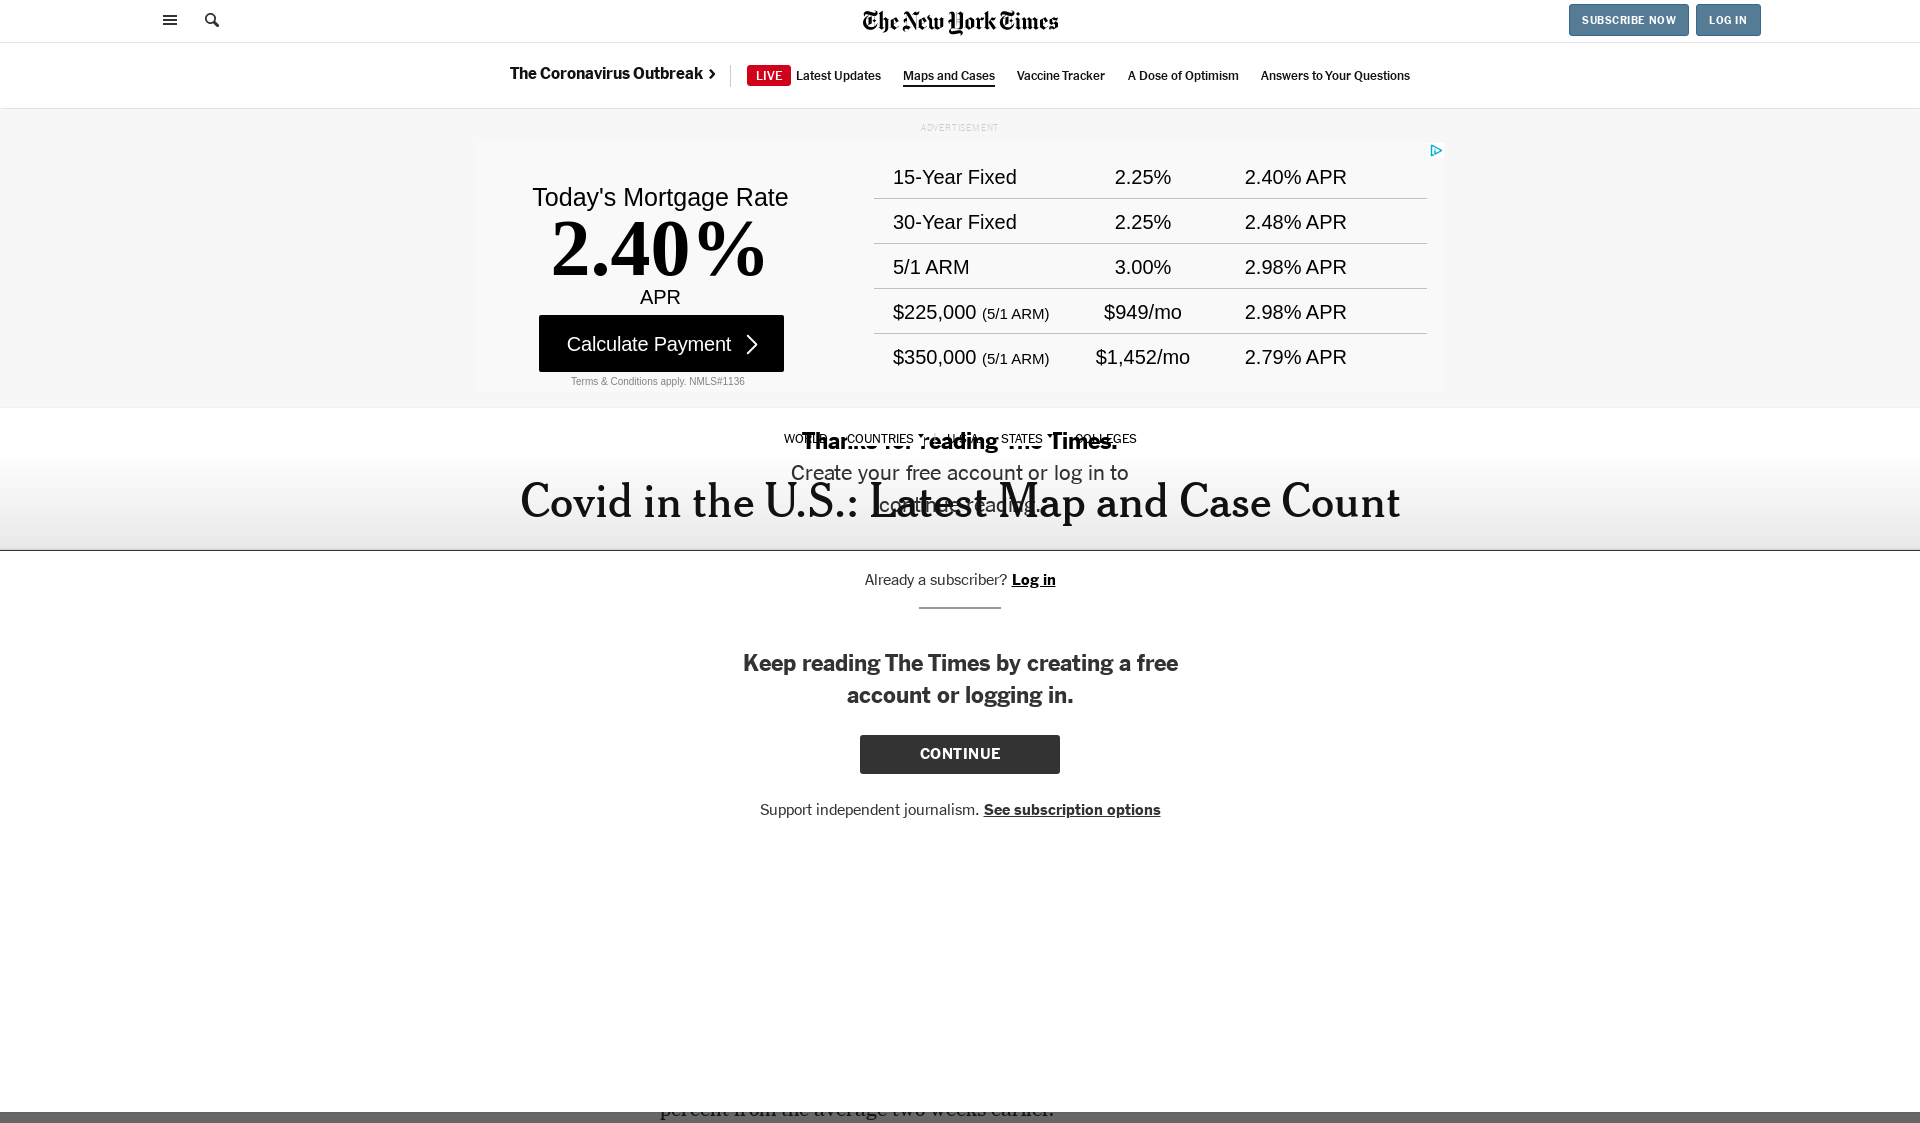 The New York Times
SUBSCRIBE NOW
LOG IN
The Coronavirus Outbreak
LIVE Latest Updates
Maps and Cases
Vaccine Tracker
A Dose of Optimism
Answers to Your Questions
ADVERTISEMENT
Today's Mortgage Rate
2.40%
APR
Calculate Payment
Terms & Conditions apply. NMLS#1136
15-Year Fixed 2.25% 2.40% APR
30-Year Fixed 2.25% 2.48% APR
5/1 ARM 3.00% 2.98% APR
$225,000 (5/1 ARM) $949/mo 2.98% APR
$350,000 (5/1 ARM) $1,452/mo 2.79% APR
WORLD COUNTRIES U.S.A. STATES COLLEGES
Thanks for reading The Times.
Create your free account or log in to
continue reading.
Covid in the U.S.: Latest Map and Case Count
Already a subscriber? Log in
Keep reading The Times by creating a free
account or logging in.
CONTINUE
Support independent journalism. See subscription options
percent from the average two weeks earlier.